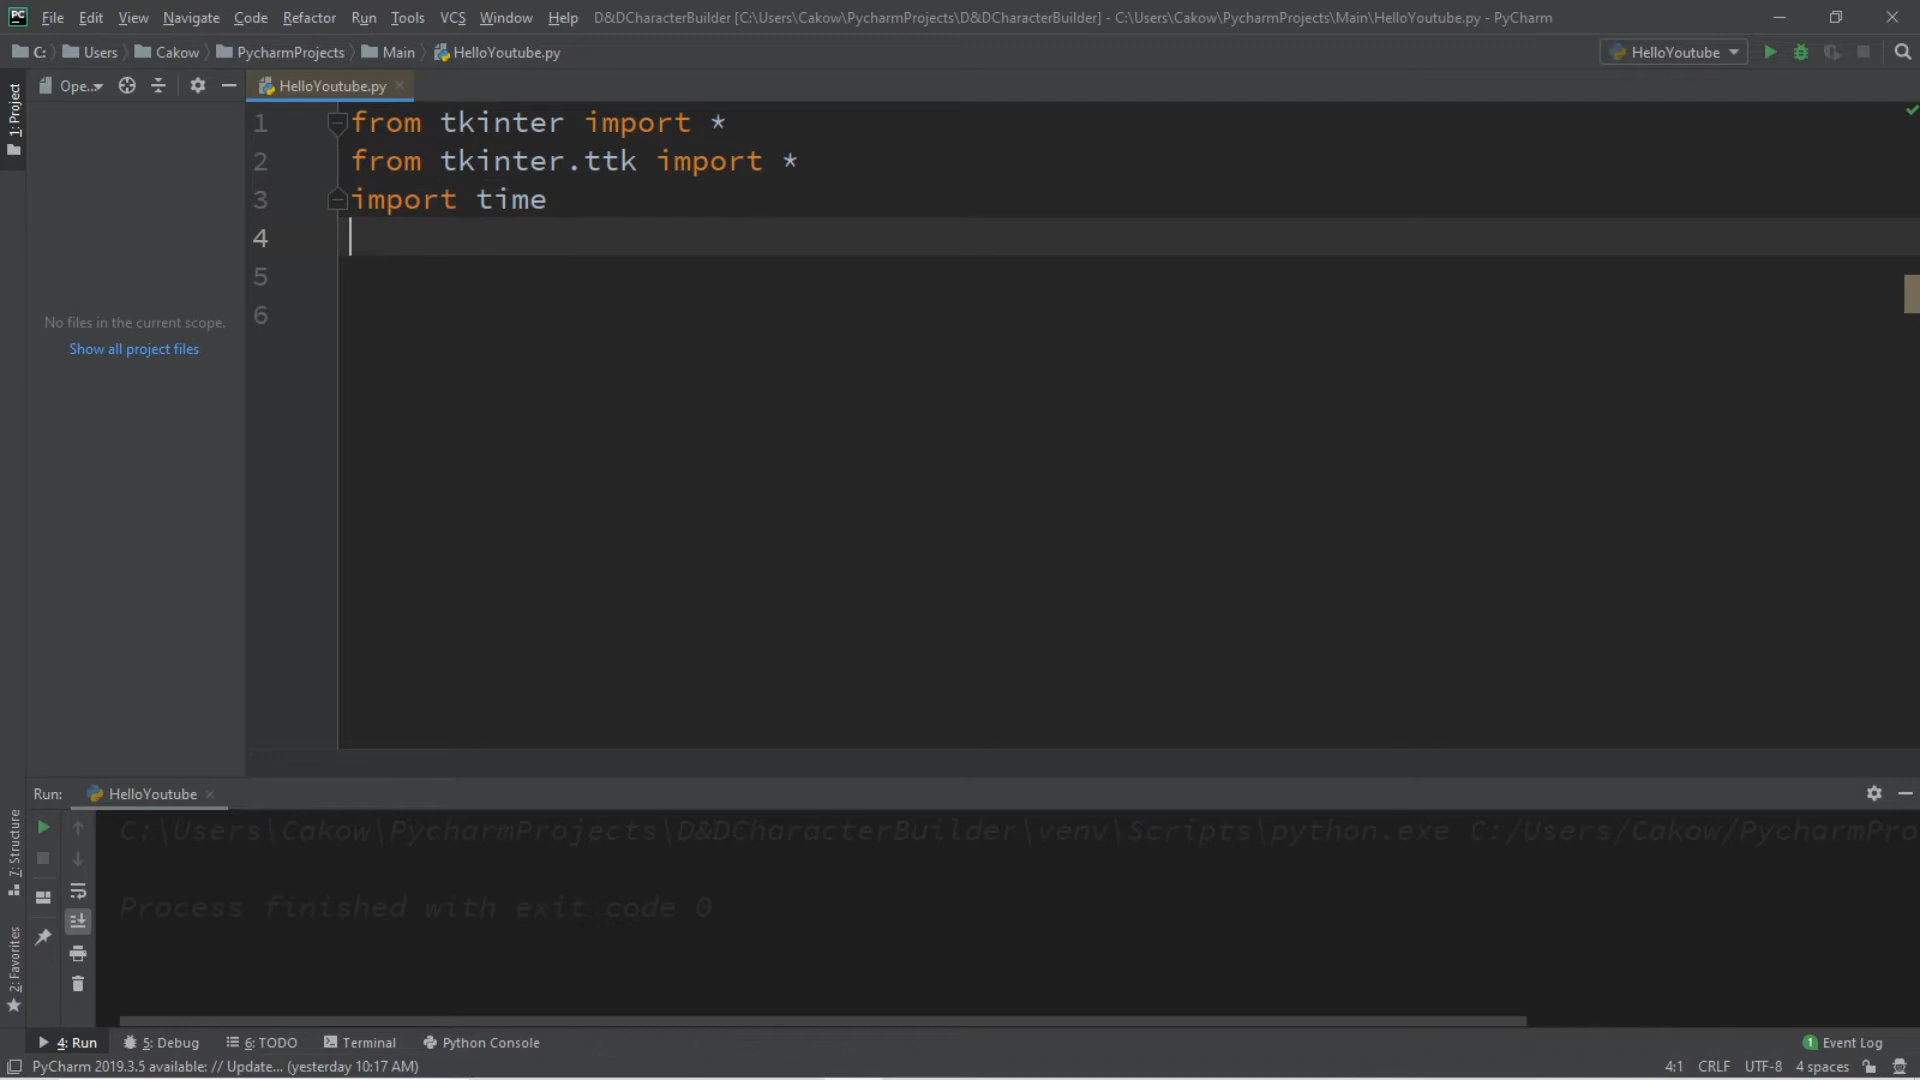 PC File Edit View Navigate Code Refactor Run Tools VCS Window Help D&DCharacterBuilder [C:\Users\Cakow\PycharmProjects\D&DCharacterBuilder] - C:\Users\Cakow\PycharmProjects\Main\HelloYoutube.py - PyCharm
C: Users Cakow PycharmProjects Main HelloYoutube.py HelloYoutube
1: Project
Ope... HelloYoutube.py
1 from tkinter import *
2 from tkinter.ttk import *
3 import time
4
5
6
No files in the current scope.
Show all project files
Run: HelloYoutube
7: Structure
2: Favorites
C:\Users\Cakow\PycharmProjects\D&DCharacterBuilder\venv\Scripts\python.exe C:/Users/Cakow/PycharmPro
Process finished with exit code 0
4: Run 5: Debug 6: TODO Terminal Python Console 1 Event Log
PyCharm 2019.3.5 available: // Update... (yesterday 10:17 AM) 4:1 CRLF UTF-8 4 spaces